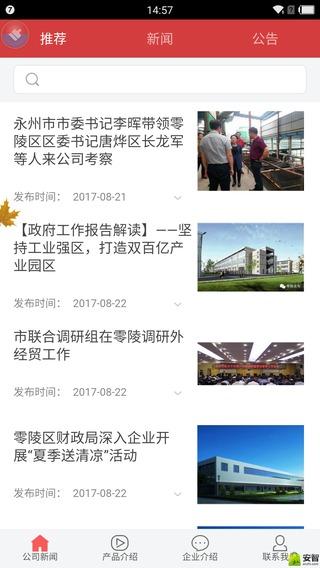 7
14:57
推荐 新闻 公告
永州市市委书记李晖带领零
陵区区委书记唐烨区长龙军
等人来公司考察
发布时间： 2017-08-21
【政府工作报告解读】——坚
持工业强区，打造双百亿产
业园区
发布时间： 2017-08-22
市联合调研组在零陵调研外
经贸工作
发布时间： 2017-08-22
零陵区财政局深入企业开
展“夏季送清凉”活动
发布时间： 2017-08-22
公司新闻 产品介绍 企业介绍 联系我
安智